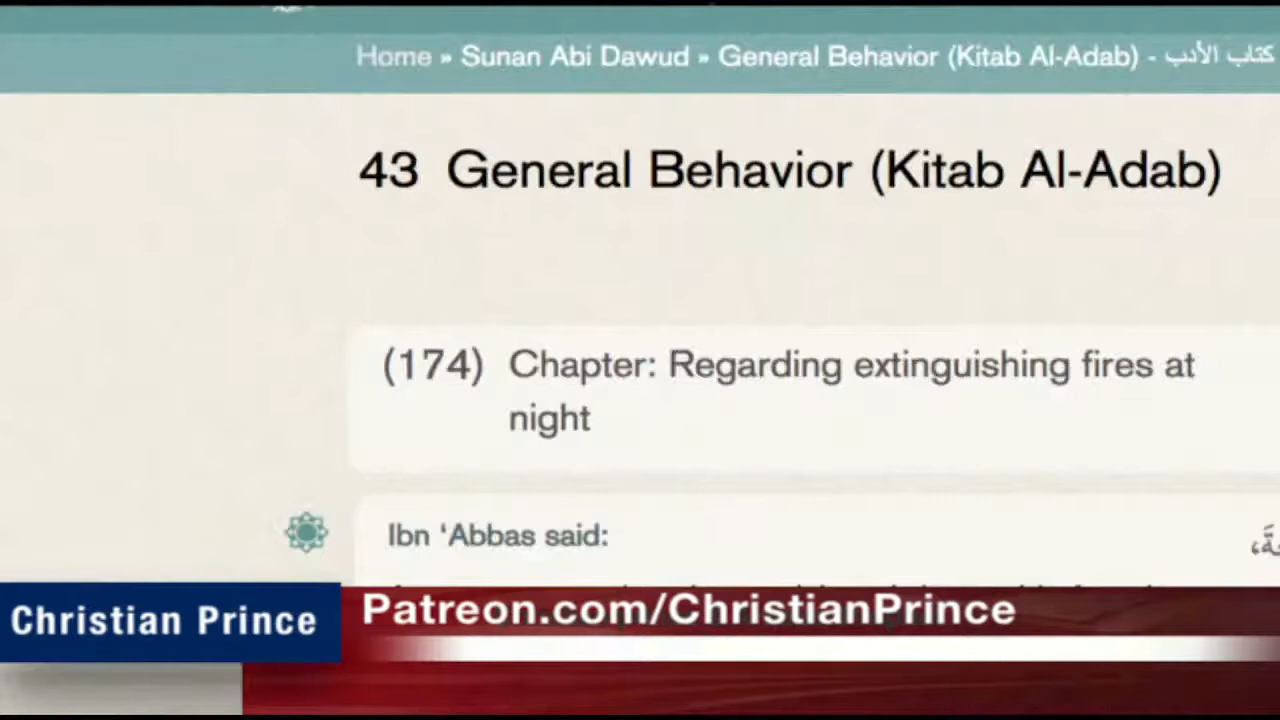 Home » Sunan Abi Dawud » General Behavior (Kitab Al-Adab) - كتاب الأدب
43 General Behavior (Kitab Al-Adab)
(174) Chapter: Regarding extinguishing fires at
night
Ibn ‘Abbas said:
Christian Prince
Patreon.com/ChristianPrince